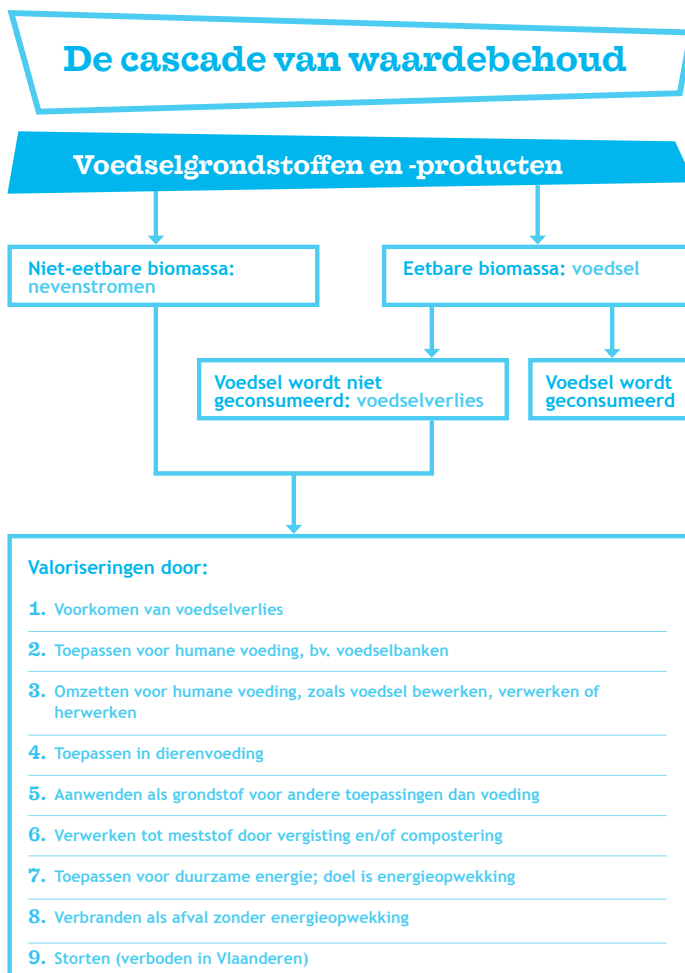 De cascade van waardebehoud
Voedselgrondstoffen en -producten
Niet-eetbare biomassa:
nevenstromen
Eetbare biomassa: voedsel
Voedsel wordt niet
geconsumeerd: voedselverlies
Voedsel wordt
geconsumeerd
Valoriseringen door:
1. Voorkomen van voedselverlies
2. Toepassen voor humane voeding, bv. voedselbanken
3. Omzetten voor humane voeding, zoals voedsel bewerken, verwerken of
herwerken
4. Toepassen in dierenvoeding
5. Aanwenden als grondstof voor andere toepassingen dan voeding
6. Verwerken tot meststof door vergisting en/of compostering
7. Toepassen voor duurzame energie; doel is energieopwekking
8. Verbranden als afval zonder energieopwekking
9. Storten (verboden in Vlaanderen)